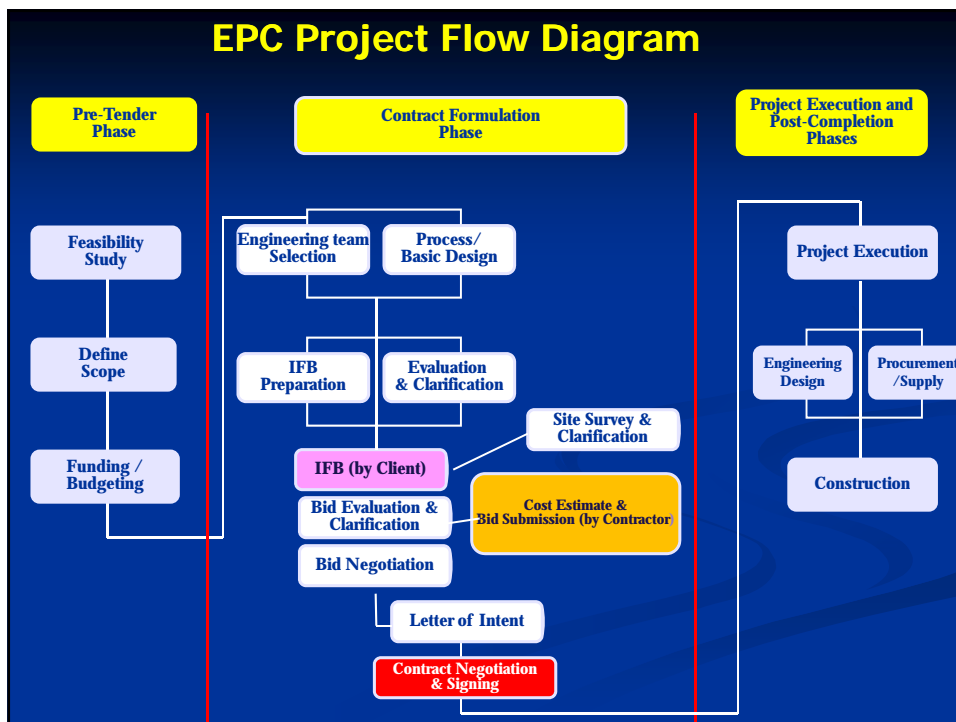 EPC Project Flow Diagram
Pre-Tender
Phase
Contract Formulation
Phase
Project Execution and
Post-Completion
Phases
Feasibility
Study
Define
Scope
Funding /
Budgeting
Engineering team
Selection
Process/
Basic Design
IFB
Preparation
Evaluation
& Clarification
Site Survey &
Clarification
IFB (by Client)
Bid Evaluation &
Clarification
Cost Estimate &
Bid Submission (by Contractor)
Bid Negotiation
Letter of Intent
Contract Negotiation
& Signing
Project Execution
Engineering
Design
Procurement
/Supply
Construction